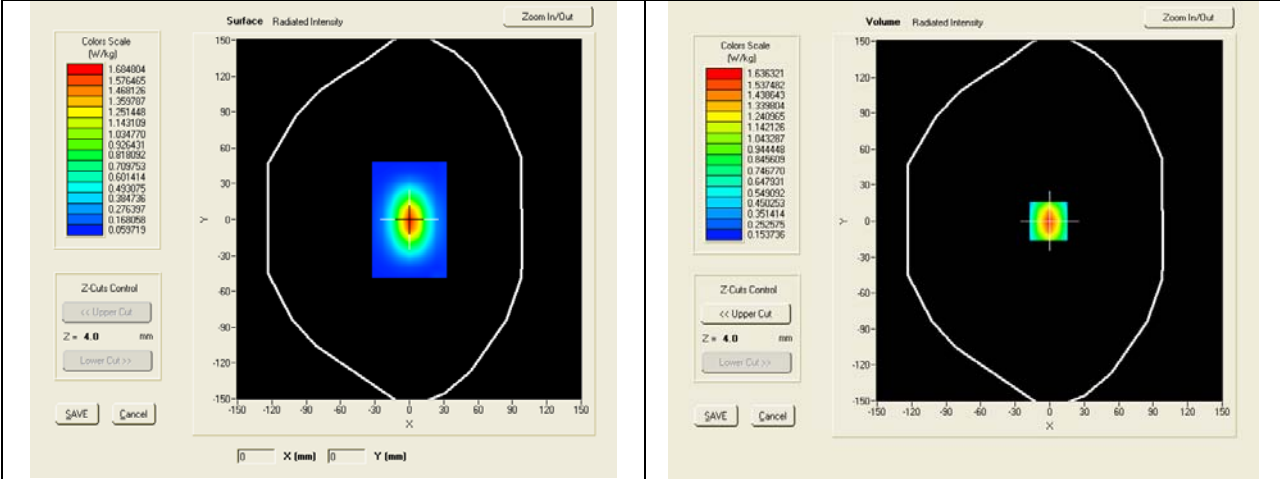 Surface Radiated Intensity
Zoom In/Out
Colors Scale
(W/kg)
1.684804
1.576465
1.468126
1.359787
1.251448
1.143109
1.034770
0.926431
0.818092
0.709753
0.601414
0.493075
0.384736
0.276397
0.168058
0.059719
Z-Cuts Control
<< Upper Cut
Z = 4.0 mm
Lower Cut >>
SAVE Cancel
150
120
90
60
30
0
-30
-60
-90
-120
-150
Y
-150 -120 -90 -60 -30 0 30 60 90 120 150
X
0 X (mm) 0 Y (mm)
Volume Radiated Intensity
Zoom In/Out
Colors Scale
(W/kg)
1.636321
1.537482
1.438643
1.339804
1.240965
1.142126
1.043287
0.944448
0.845609
0.746770
0.647931
0.549092
0.450253
0.351414
0.252575
0.153736
Z-Cuts Control
<< Upper Cut
Z = 4.0 mm
Lower Cut >>
SAVE Cancel
150
120
90
60
30
0
-30
-60
-90
-120
-150
Y
-150 -120 -90 -60 -30 0 30 60 90 120 150
X